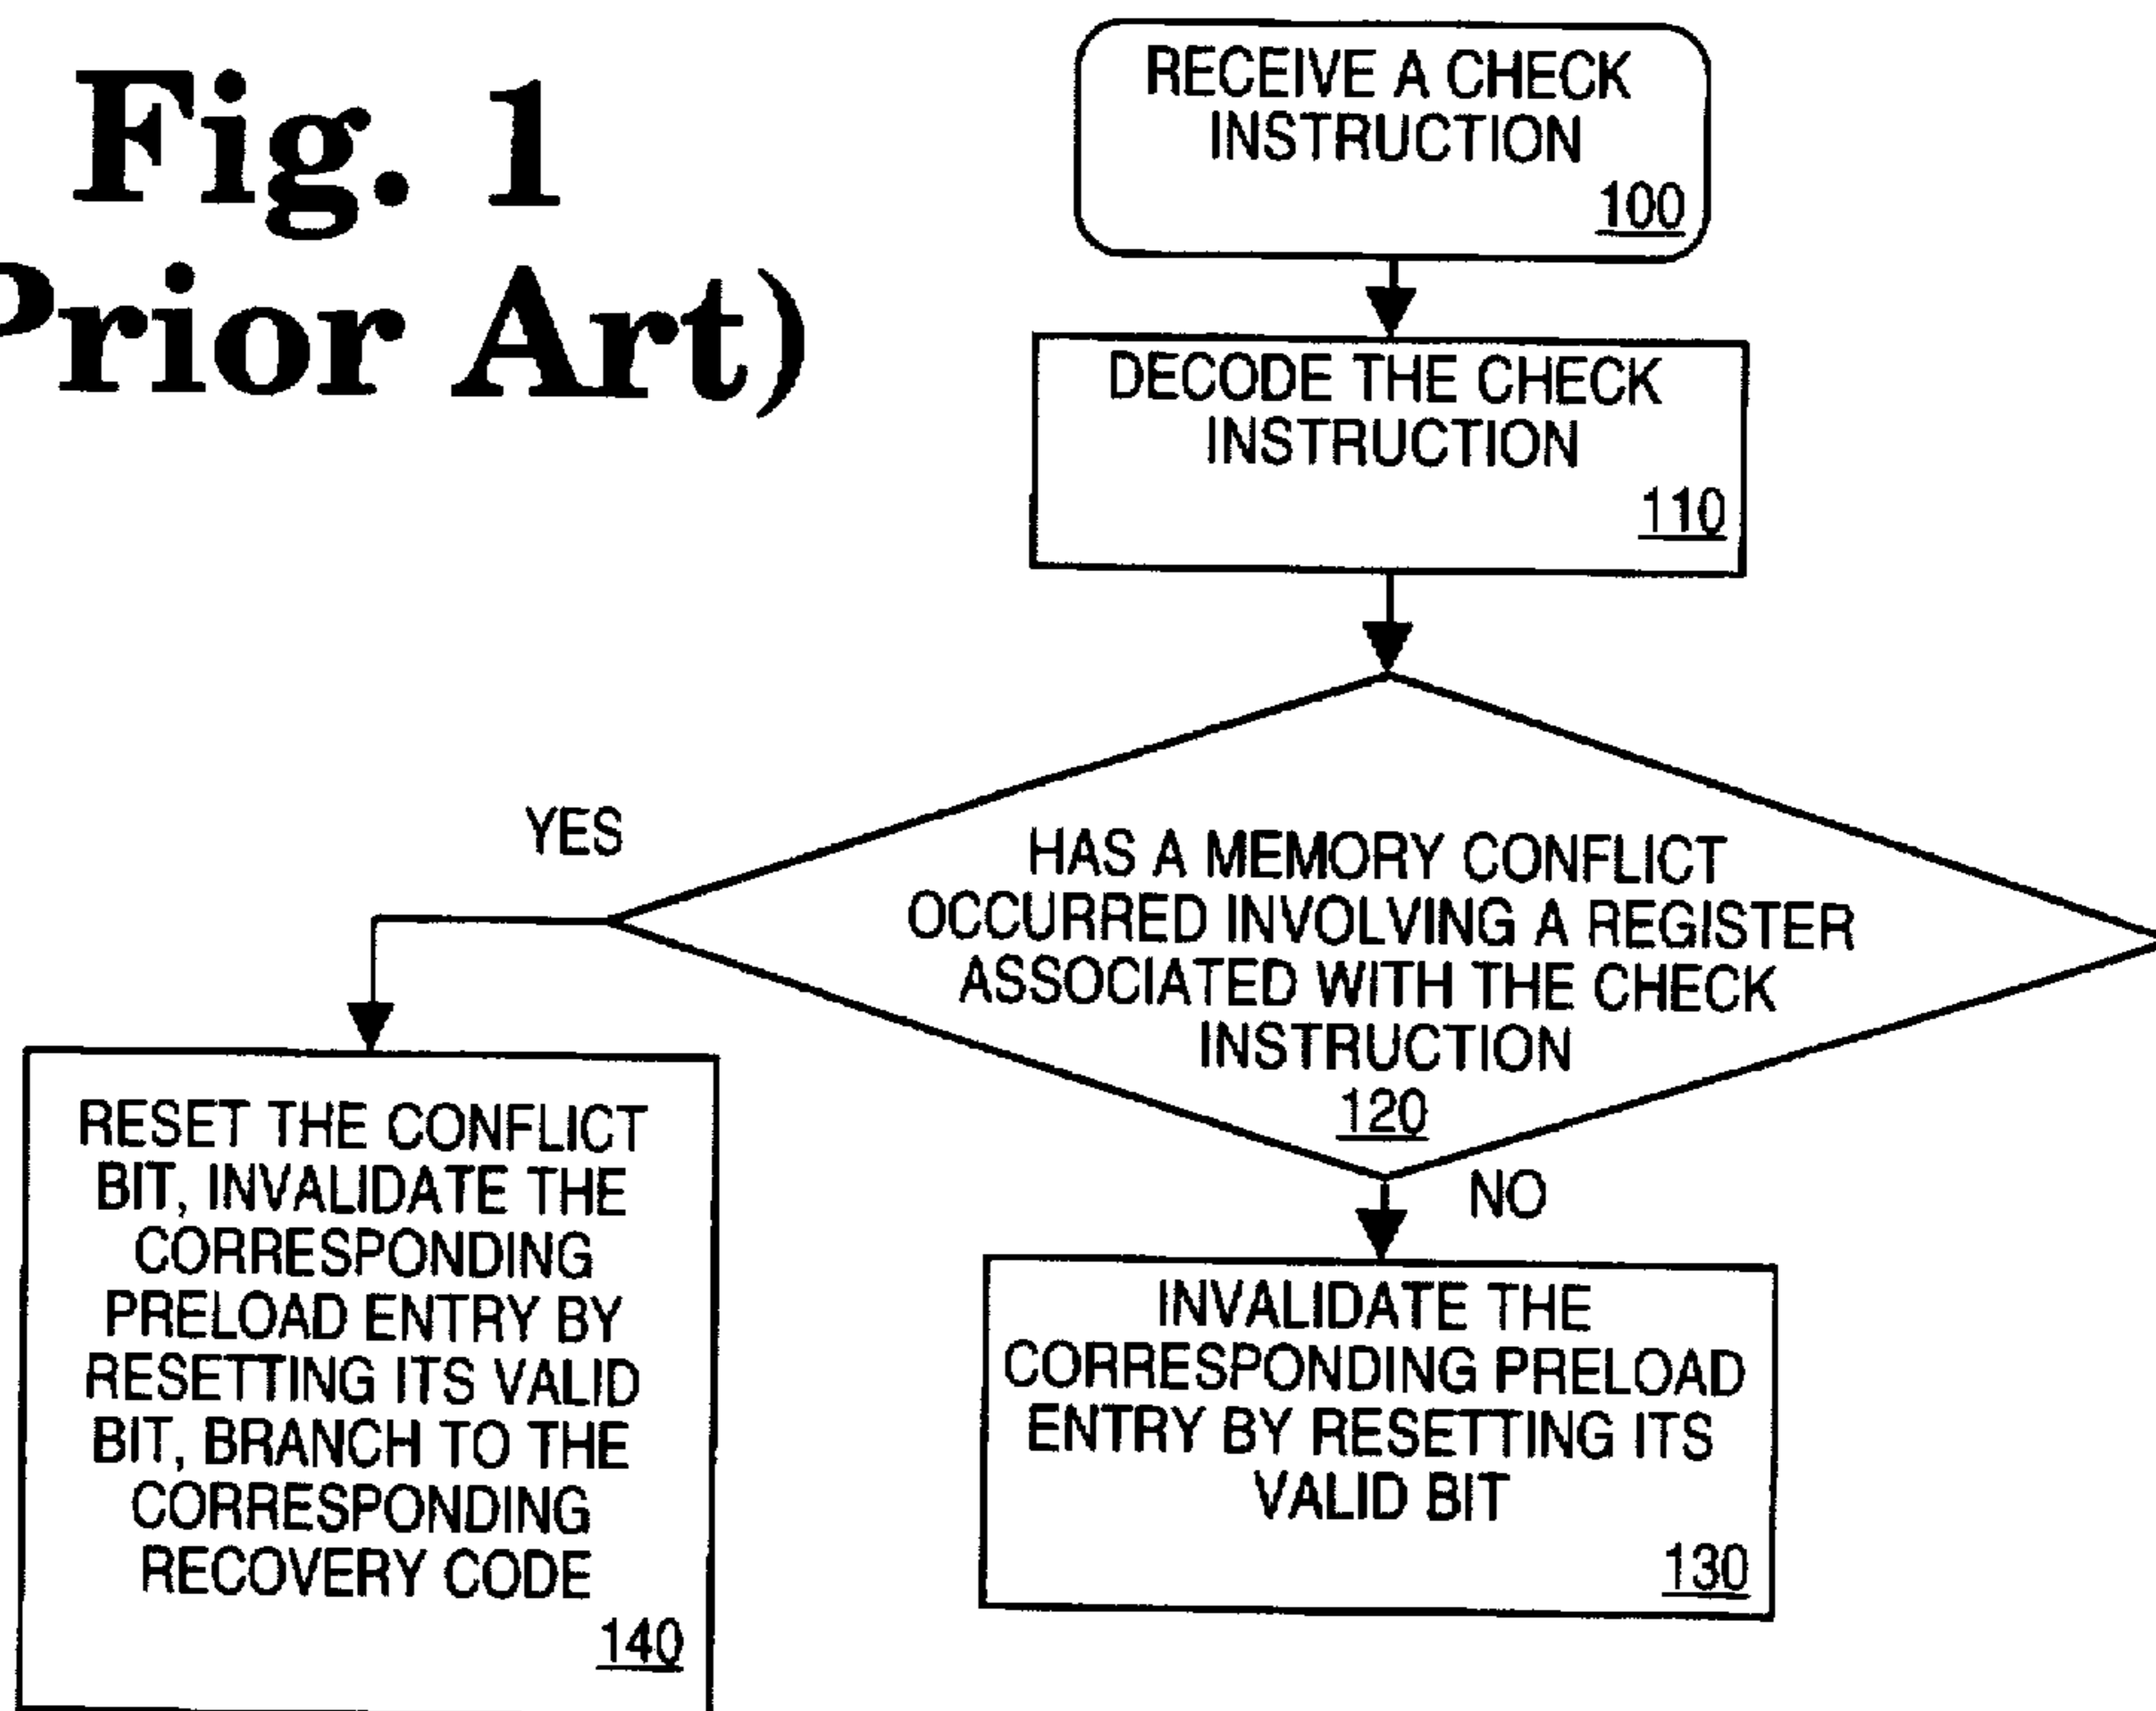 Fig. 1
Prior Art)
RECEIVE A CHECK
INSTRUCTION
100
DECODE THE CHECK
INSTRUCTION
110
HAS A MEMORY CONFLICT
OCCURRED INVOLVING A REGISTER
ASSOCIATED WITH THE CHECK
INSTRUCTION
120
YES
NO
RESET THE CONFLICT
BIT, INVALIDATE THE
CORRESPONDING
PRELOAD ENTRY BY
RESETTING ITS VALID
BIT, BRANCH TO THE
CORRESPONDING
RECOVERY CODE
140
INVALIDATE THE
CORRESPONDING PRELOAD
ENTRY BY RESETTING ITS
VALID BIT
130